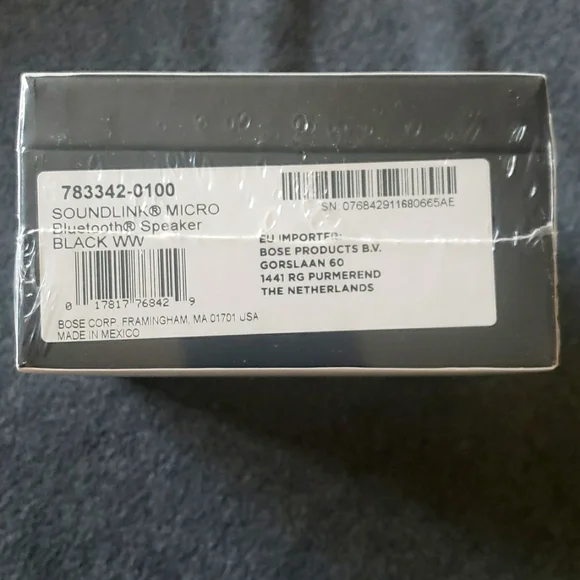 783342-0100
SOUNDLINK® MICRO
Bluetooth® Speaker
BLACK WW
0 17817 76842 9
BOSE CORP. FRAMINGHAM, MA 01701 USA
MADE IN MEXICO
SN: 076842911680665AE
EU IMPORTER:
BOSE PRODUCTS B.V.
GORSLAAN 60
1441 RG PURMEREND
THE NETHERLANDS